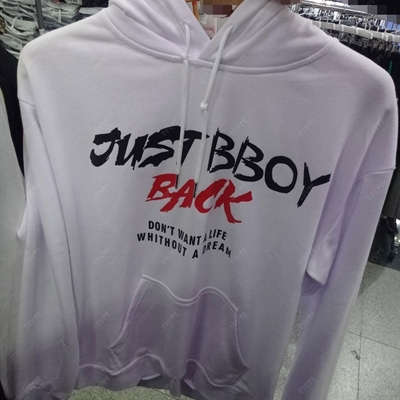 JUST BBOY
BACK
DON'T WANT A LIFE
WHITHOUT A DREAM